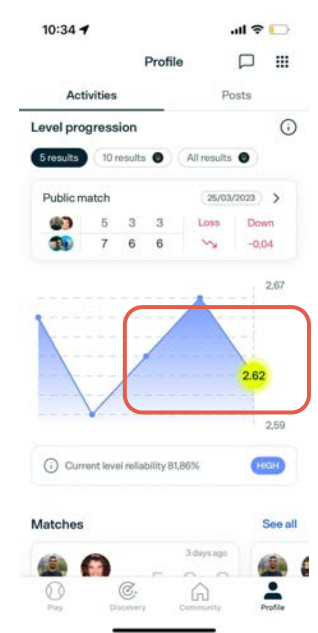 10:34
Profile
Activities Posts
Level progression
5 results 10 results All results
Public match 25/03/2023
5 3 3 Loss Down
7 6 6 -0,04
2,67
2.62
2,59
Current level reliability 81,86% HIGH
Matches See all
3 days ago
Play Discovery Community Profile